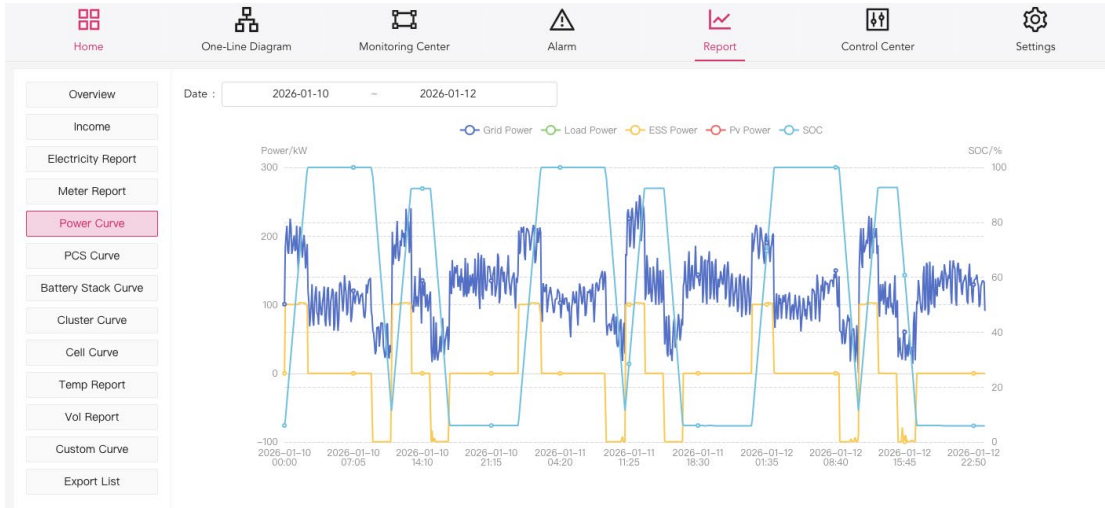 Home One-Line Diagram Monitoring Center Alarm Report Control Center Settings
Overview
Income
Electricity Report
Meter Report
Power Curve
PCS Curve
Battery Stack Curve
Cluster Curve
Cell Curve
Temp Report
Vol Report
Custom Curve
Export List
Date : 2026-01-10 ~ 2026-01-12
Grid Power Load Power ESS Power Pv Power SOC
Power/kW SOC/%
300 100
80
200
60
100
40
0
20
-100 0
2026-01-10 2026-01-10 2026-01-10 2026-01-10 2026-01-11 2026-01-11 2026-01-11 2026-01-12 2026-01-12 2026-01-12 2026-01-12
00:00 07:05 14:10 21:15 04:20 11:25 18:30 01:35 08:40 15:45 22:50